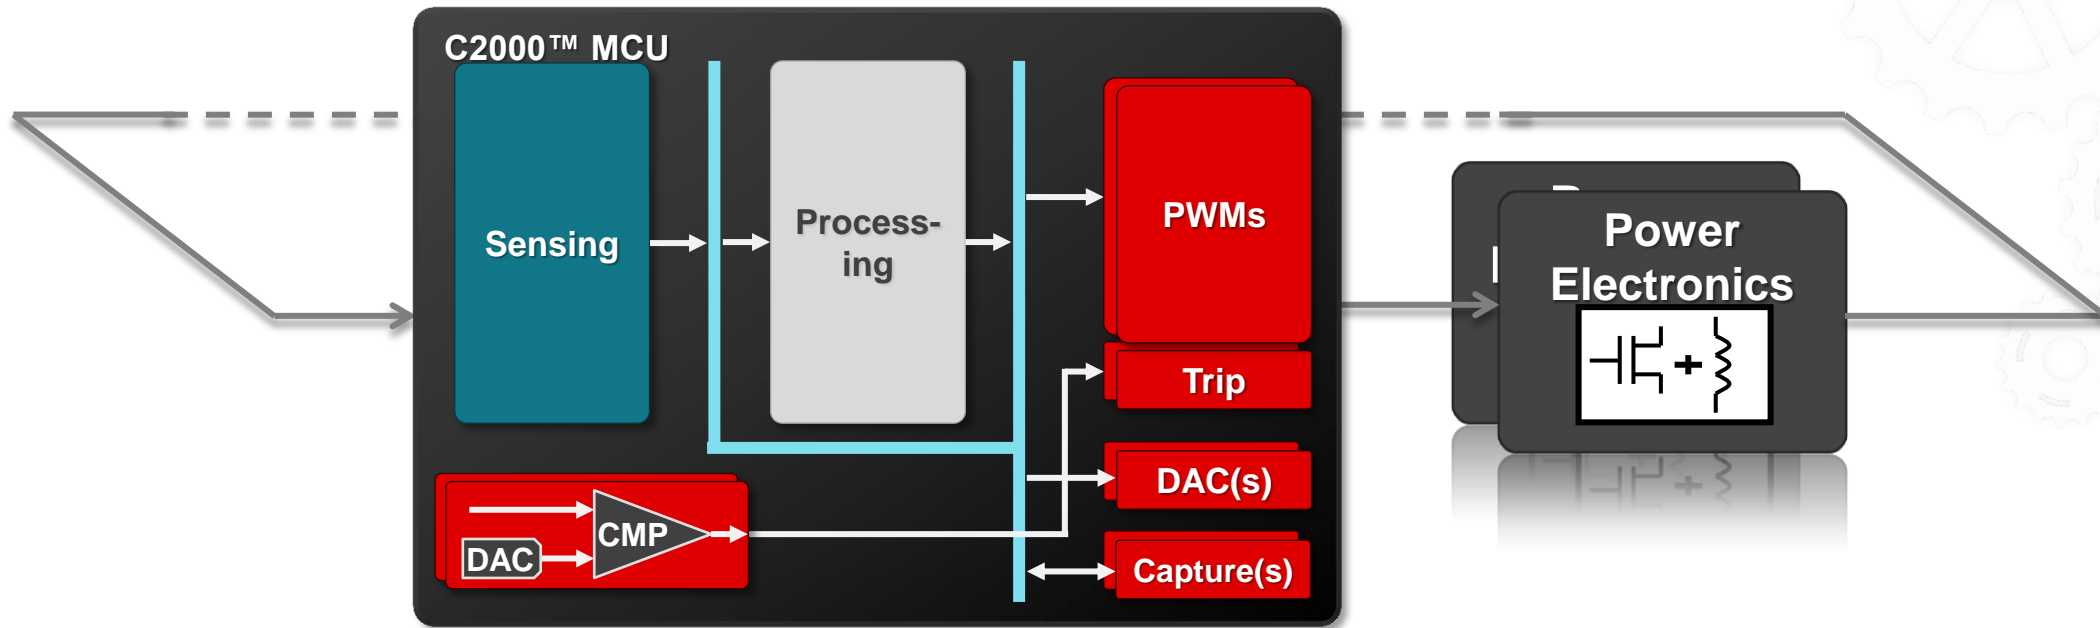 C2000™ MCU
Sensing
Process-
ing
PWMs
Trip
DAC(s)
Capture(s)
CMP
DAC
Power
Electronics